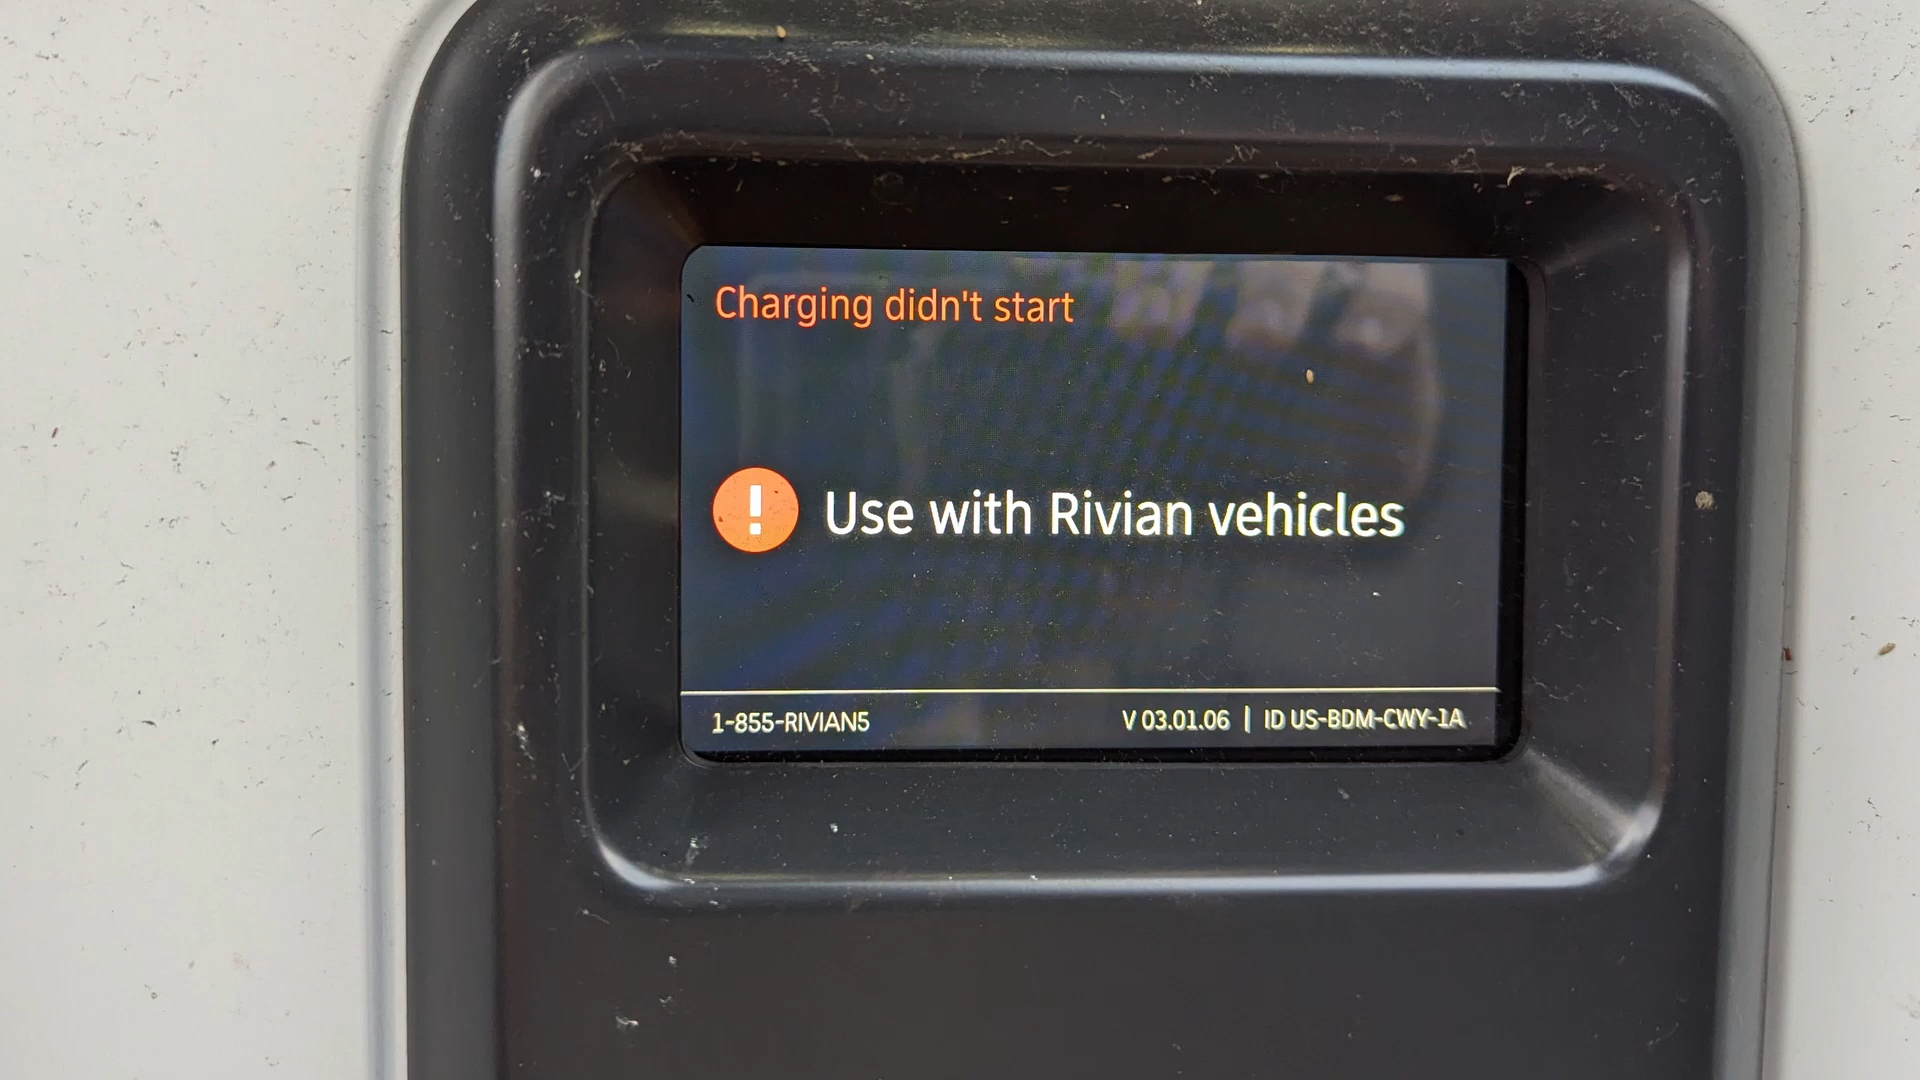 Charging didn't start
! Use with Rivian vehicles
1-855-RIVIAN5
V 03.01.06 | ID US-BDM-CWY-1A